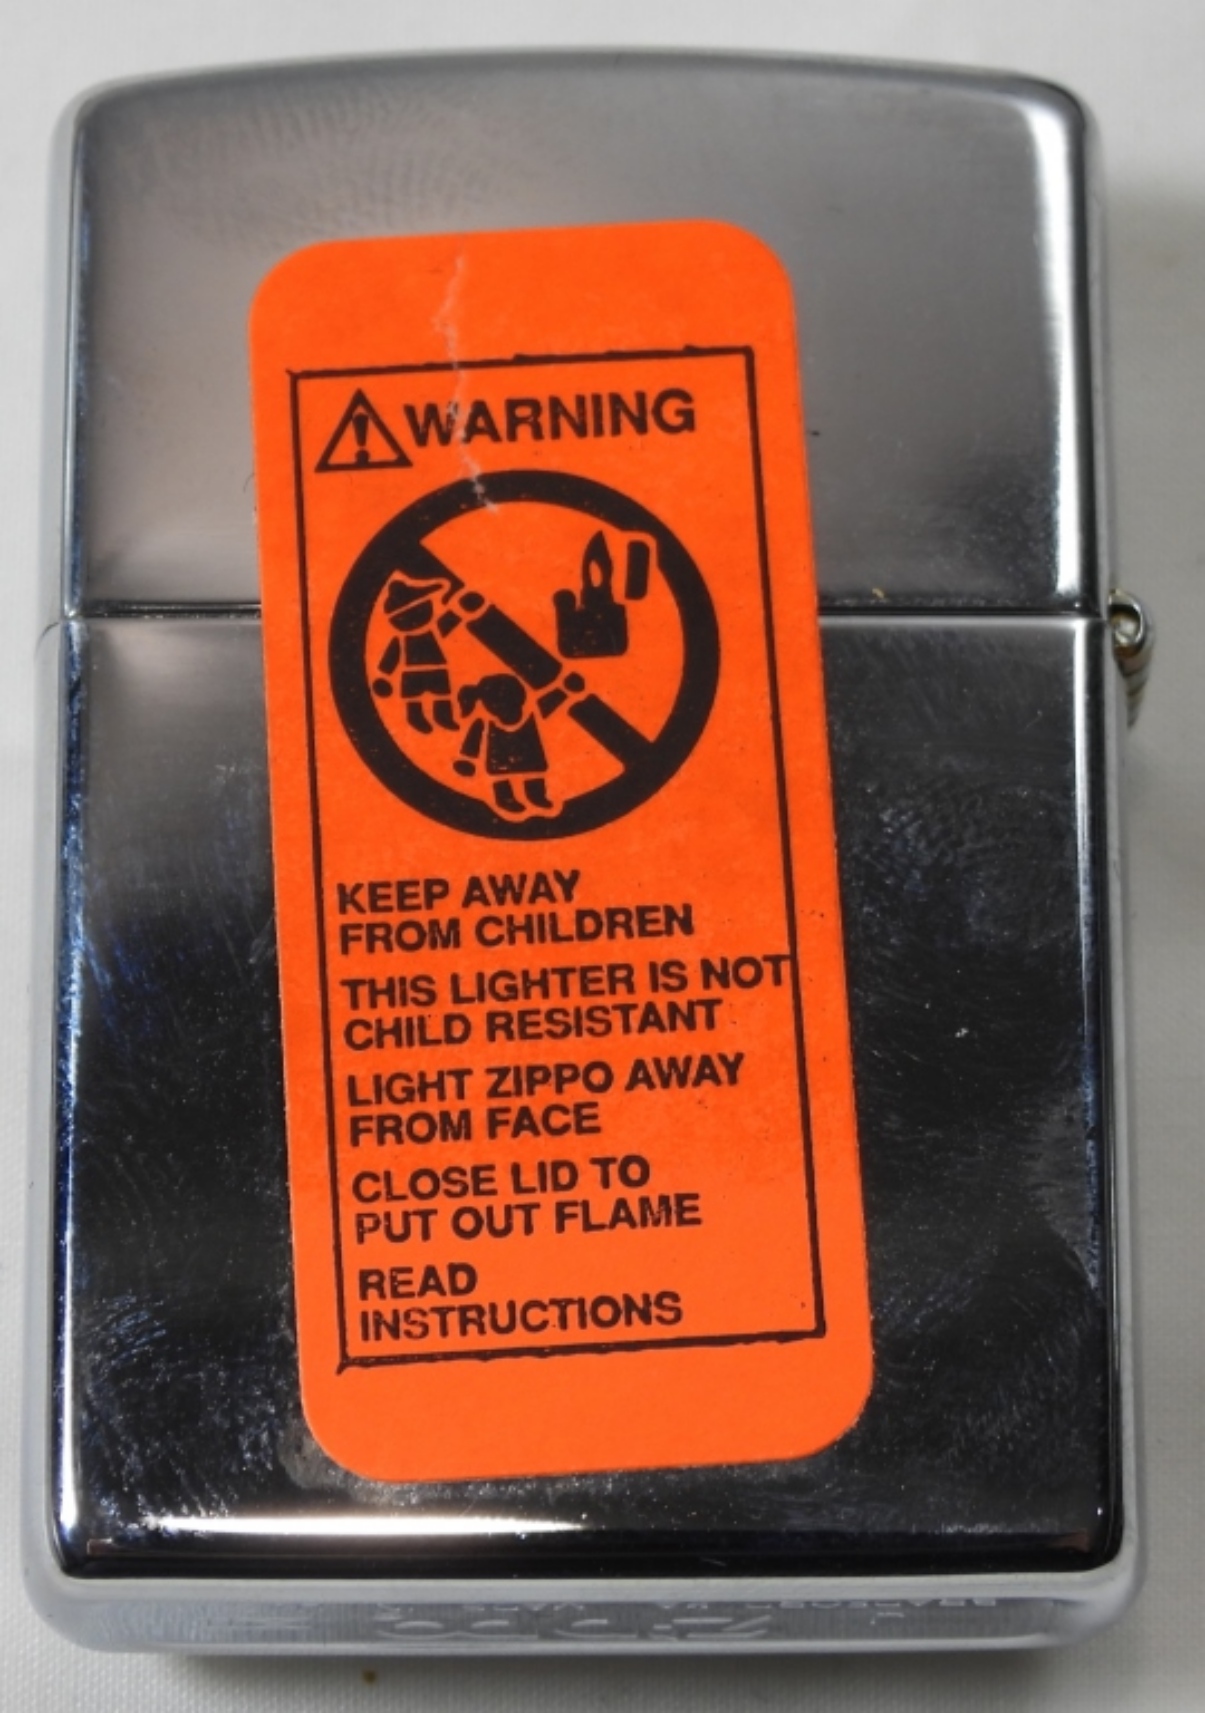 WARNING
KEEP AWAY
FROM CHILDREN
THIS LIGHTER IS NOT
CHILD RESISTANT
LIGHT ZIPPO AWAY
FROM FACE
CLOSE LID TO
PUT OUT FLAME
READ
INSTRUCTIONS